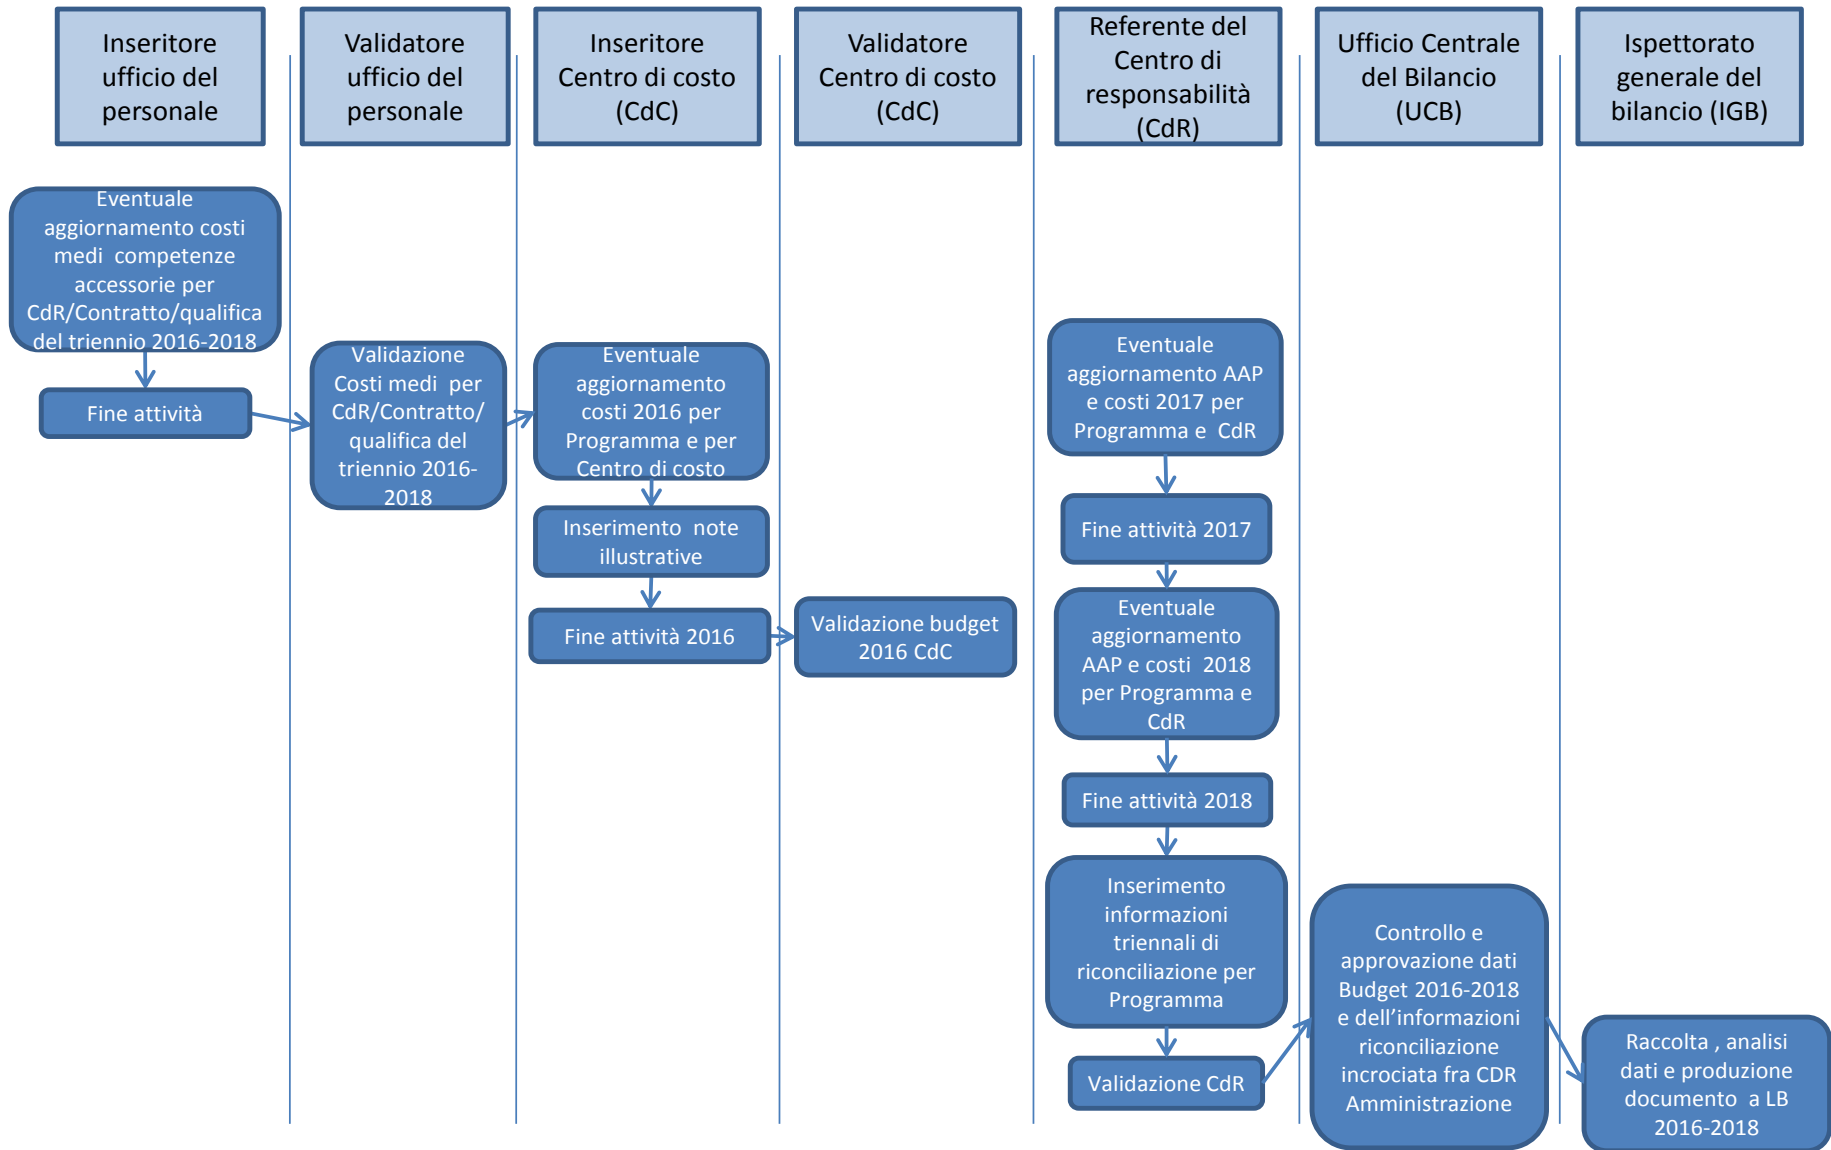 Inseritore
ufficio del
personale
Validatore
ufficio del
personale
Inseritore
Centro di costo
(CdC)
Validatore
Centro di costo
(CdC)
Referente del
Centro di
responsabilità
(CdR)
Ufficio Centrale
del Bilancio
(UCB)
Ispettorato
generale del
bilancio (IGB)
Eventuale
aggiornamento costi
medi competenze
accessorie per
CdR/Contratto/qualifica
del triennio 2016-2018
Fine attività
Validazione
Costi medi per
CdR/Contratto/
qualifica del
triennio 2016-
2018
Eventuale
aggiornamento
costi 2016 per
Programma e per
Centro di costo
Inserimento note
illustrative
Fine attività 2016
Validazione budget
2016 CdC
Eventuale
aggiornamento AAP
e costi 2017 per
Programma e CdR
Fine attività 2017
Eventuale
aggiornamento
AAP e costi 2018
per Programma e
CdR
Fine attività 2018
Inserimento
informazioni
triennali di
riconciliazione per
Programma
Validazione CdR
Controllo e
approvazione dati
Budget 2016-2018
e dell'informazioni
riconciliazione
incrociata fra CDR
Amministrazione
Raccolta , analisi
dati e produzione
documento a LB
2016-2018